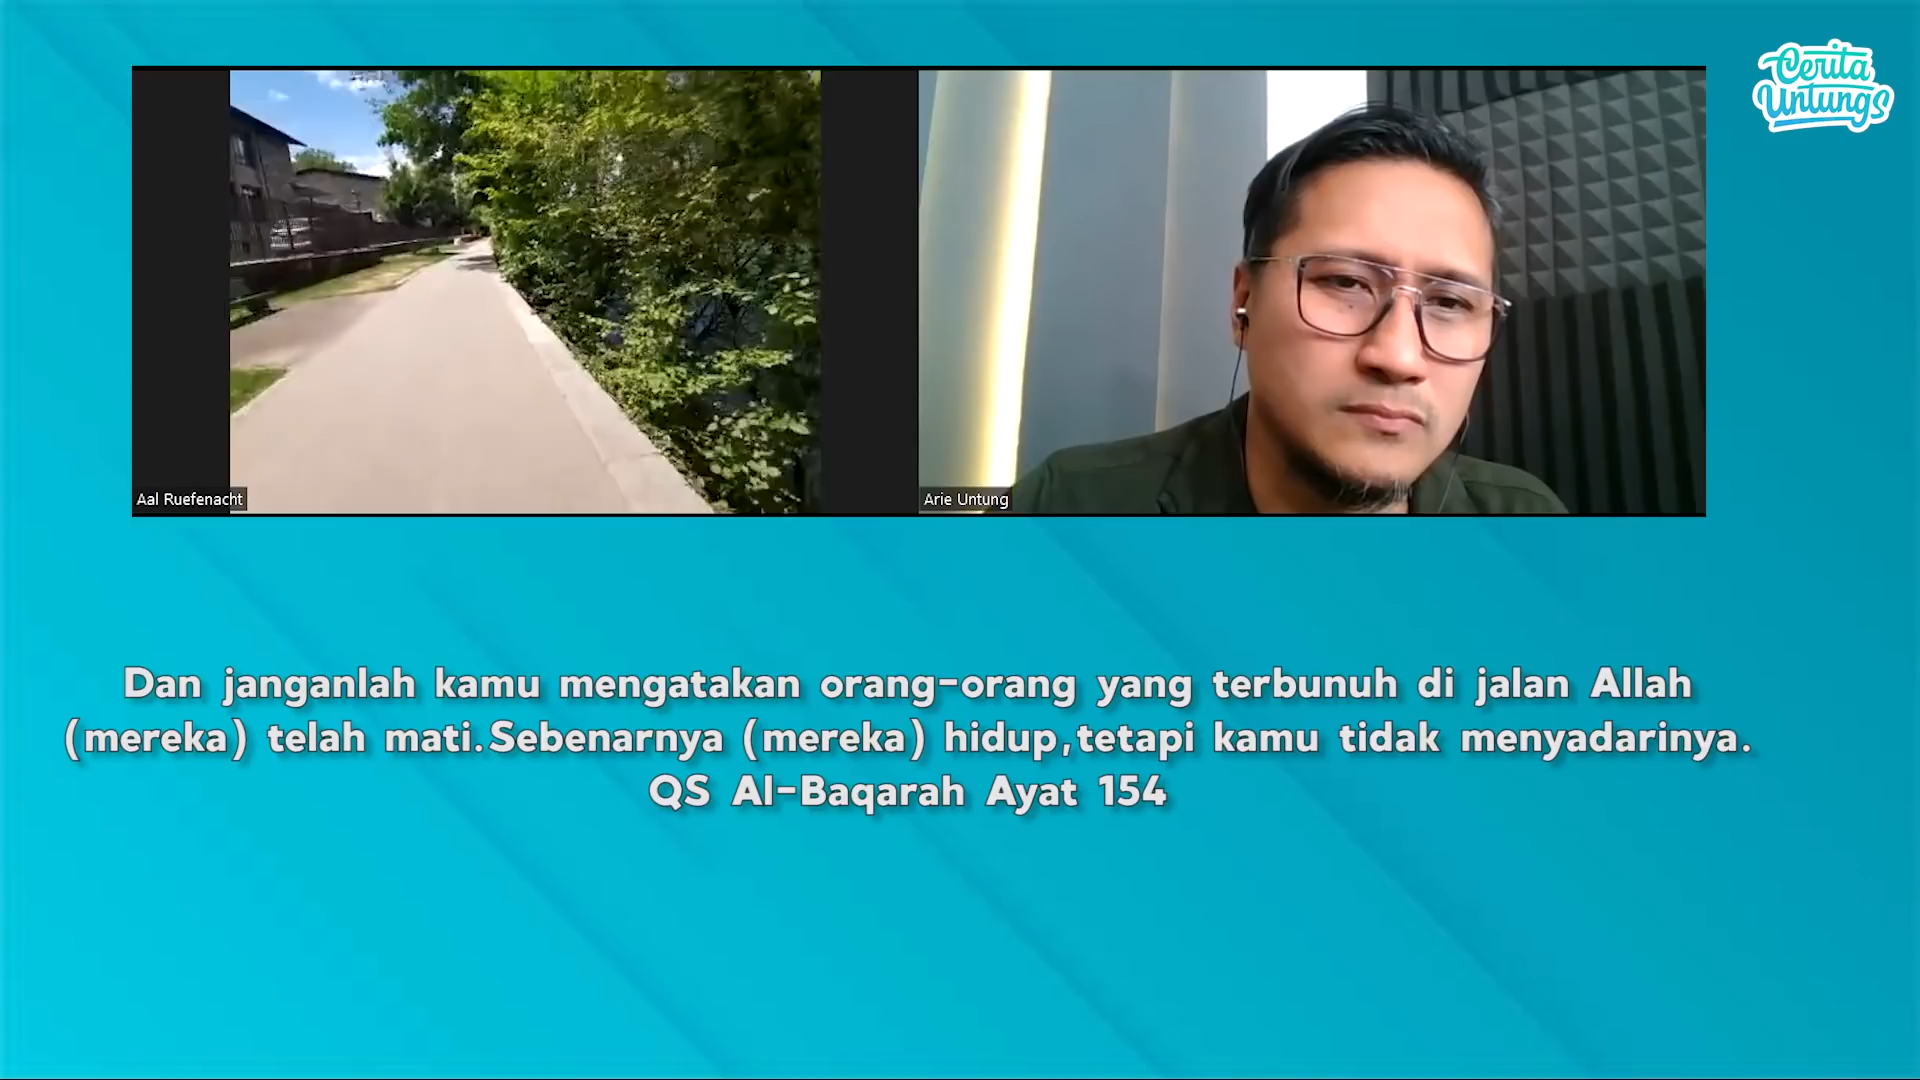 Cerita
Untungs
Aal Ruefenacht
Arie Untung
Dan janganlah kamu mengatakan orang-orang yang terbunuh di jalan Allah
(mereka) telah mati.Sebenarnya (mereka) hidup,tetapi kamu tidak menyadarinya.
QS Al-Baqarah Ayat 154